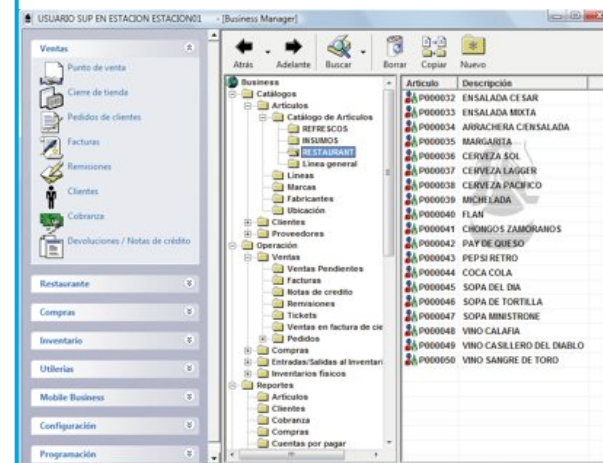 USUARIO SUP EN ESTACION ESTACION01 - [Business Manager]
Ventas
Punto de venta
Cierre de tienda
Pedidos de clientes
Facturas
Remisiones
Clientes
Cobranza
Devoluciones / Notas de crédito
Restaurante
Compras
Inventario
Utilerias
Mobile Business
Configuración
Programación
Atrás
Adelante
Buscar
Borrar
Copiar
Nuevo
Business
Catálogos
Articulos
Catálogo de Artículos
REFRESCOS
INSUMOS
RESTAURANT
Linea general
Lineas
Marcas
Fabricantes
Ubicación
Clientes
Proveedores
Operación
Ventas
Ventas Pendientes
Facturas
Notas de credito
Remisiones
Tickets
Ventas en factura de cie
Pedidos
Compras
Entradas/Salidas al Inventari
Inventarios fisicos
Reportes
Articulos
Clientes
Cobranza
Compras
Cuentas por pagar
Articulo Descripción
P000032 ENSALADA CESAR
P000033 ENSALADA MIXTA
P000034 ARRACHERA C/ENSALADA
P000035 MARGARITA
P000036 CERVEZA SOL
P000037 CERVEZA LAGGER
P000038 CERVEZA PACIFICO
P000039 MICHELADA
P000040 FLAN
P000041 CHONGOS ZAMORANOS
P000042 PAY DE QUESO
P000043 PEPSI RETRO
P000044 COCA COLA
P000045 SOPA DEL DIA
P000046 SOPA DE TORTILLA
P000047 SOPA MINISTRONE
P000048 VINO CALAFIA
P000049 VINO CASILLERO DEL DIABLO
P000050 VINO SANGRE DE TORO